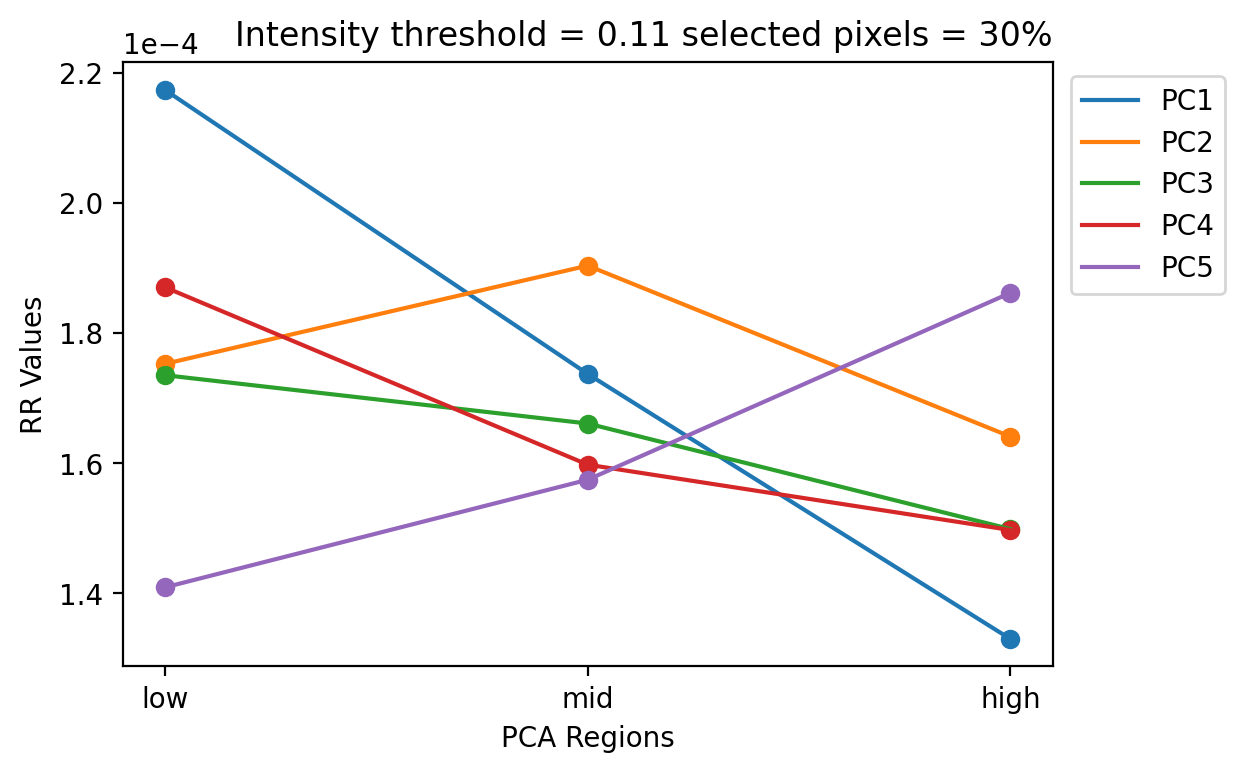 Intensity threshold = 0.11 selected pixels = 30%
1e−4
2.2
2.0
1.8
1.6
1.4
RR Values
low
mid
high
PCA Regions
PC1
PC2
PC3
PC4
PC5